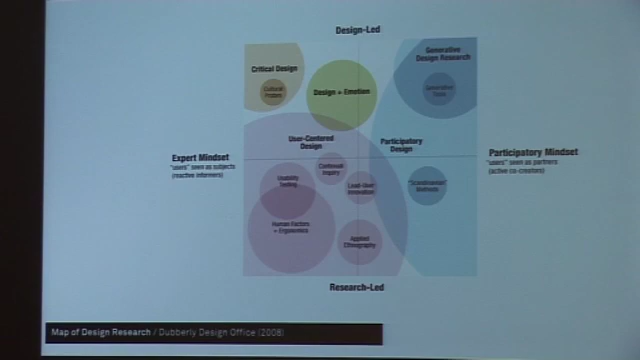 Design-Led
Generative
Design Research
Critical Design
Cultural
Probes
Generative
Tools
Design + Emotion
User-Centered
Design
Participatory
Design
Expert Mindset
"users" seen as subjects
(reactive informers)
Participatory Mindset
"users" seen as partners
(active co-creators)
Contextual
Inquiry
Usability
Testing
Lead-User
Innovation
"Scandinavian"
Methods
Human Factors
+ Ergonomics
Applied
Ethnography
Research-Led
Map of Design Research / Dubberly Design Office (2008)